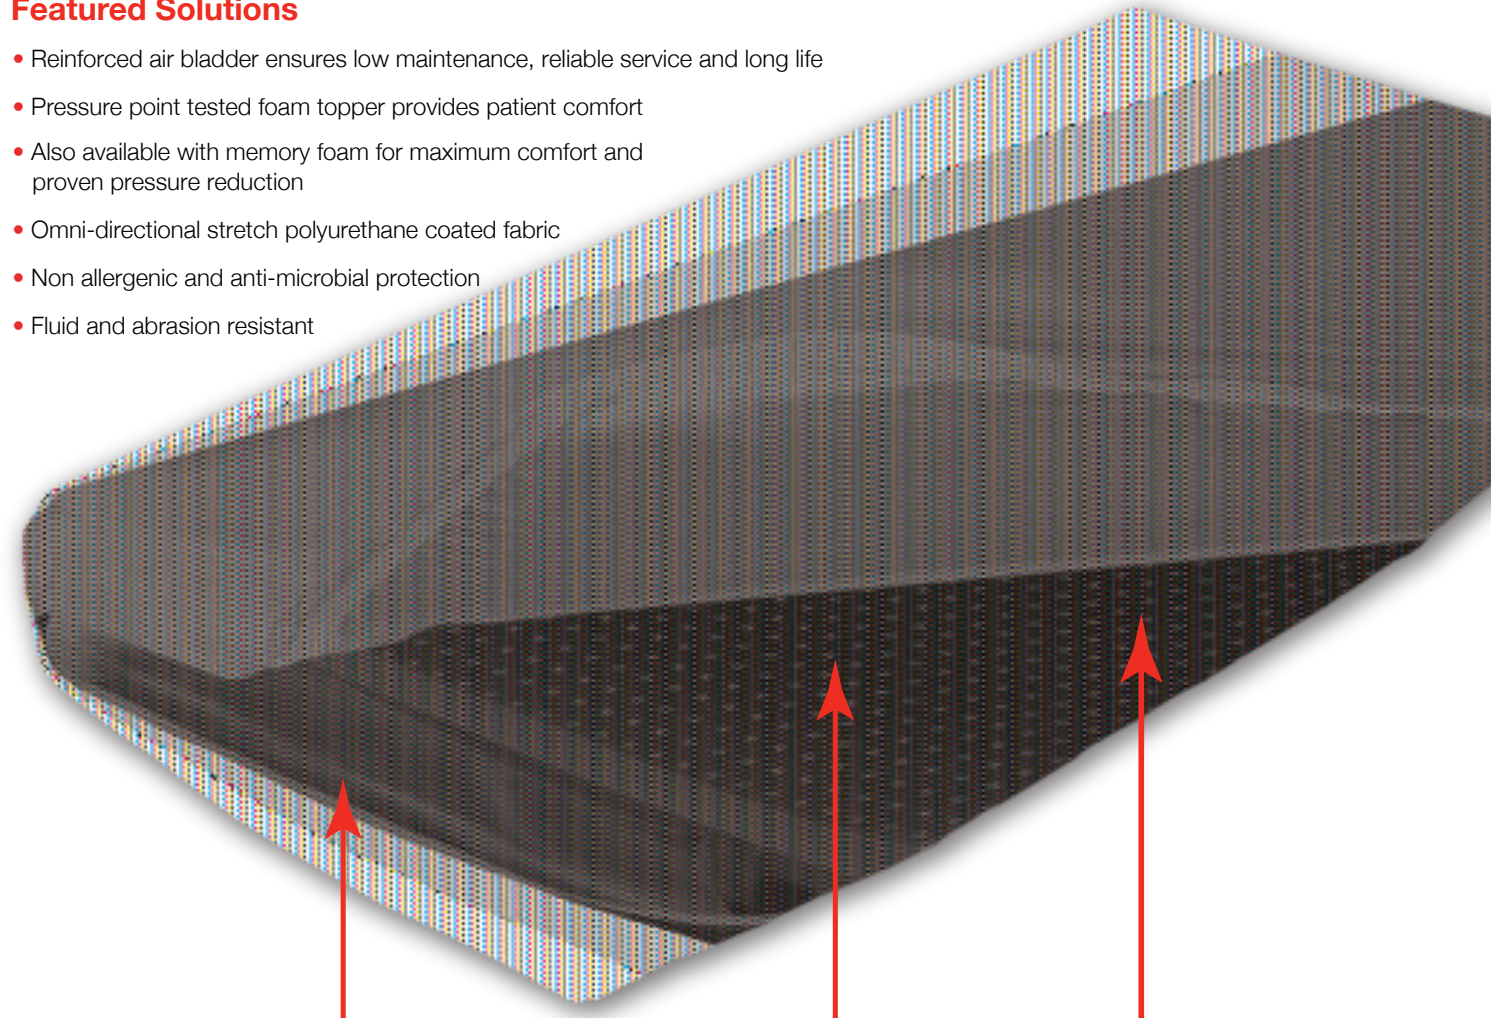 Featured Solutions
• Reinforced air bladder ensures low maintenance, reliable service and long life
• Pressure point tested foam topper provides patient comfort
• Also available with memory foam for maximum comfort and
proven pressure reduction
• Omni-directional stretch polyurethane coated fabric
• Non allergenic and anti-microbial protection
• Fluid and abrasion resistant